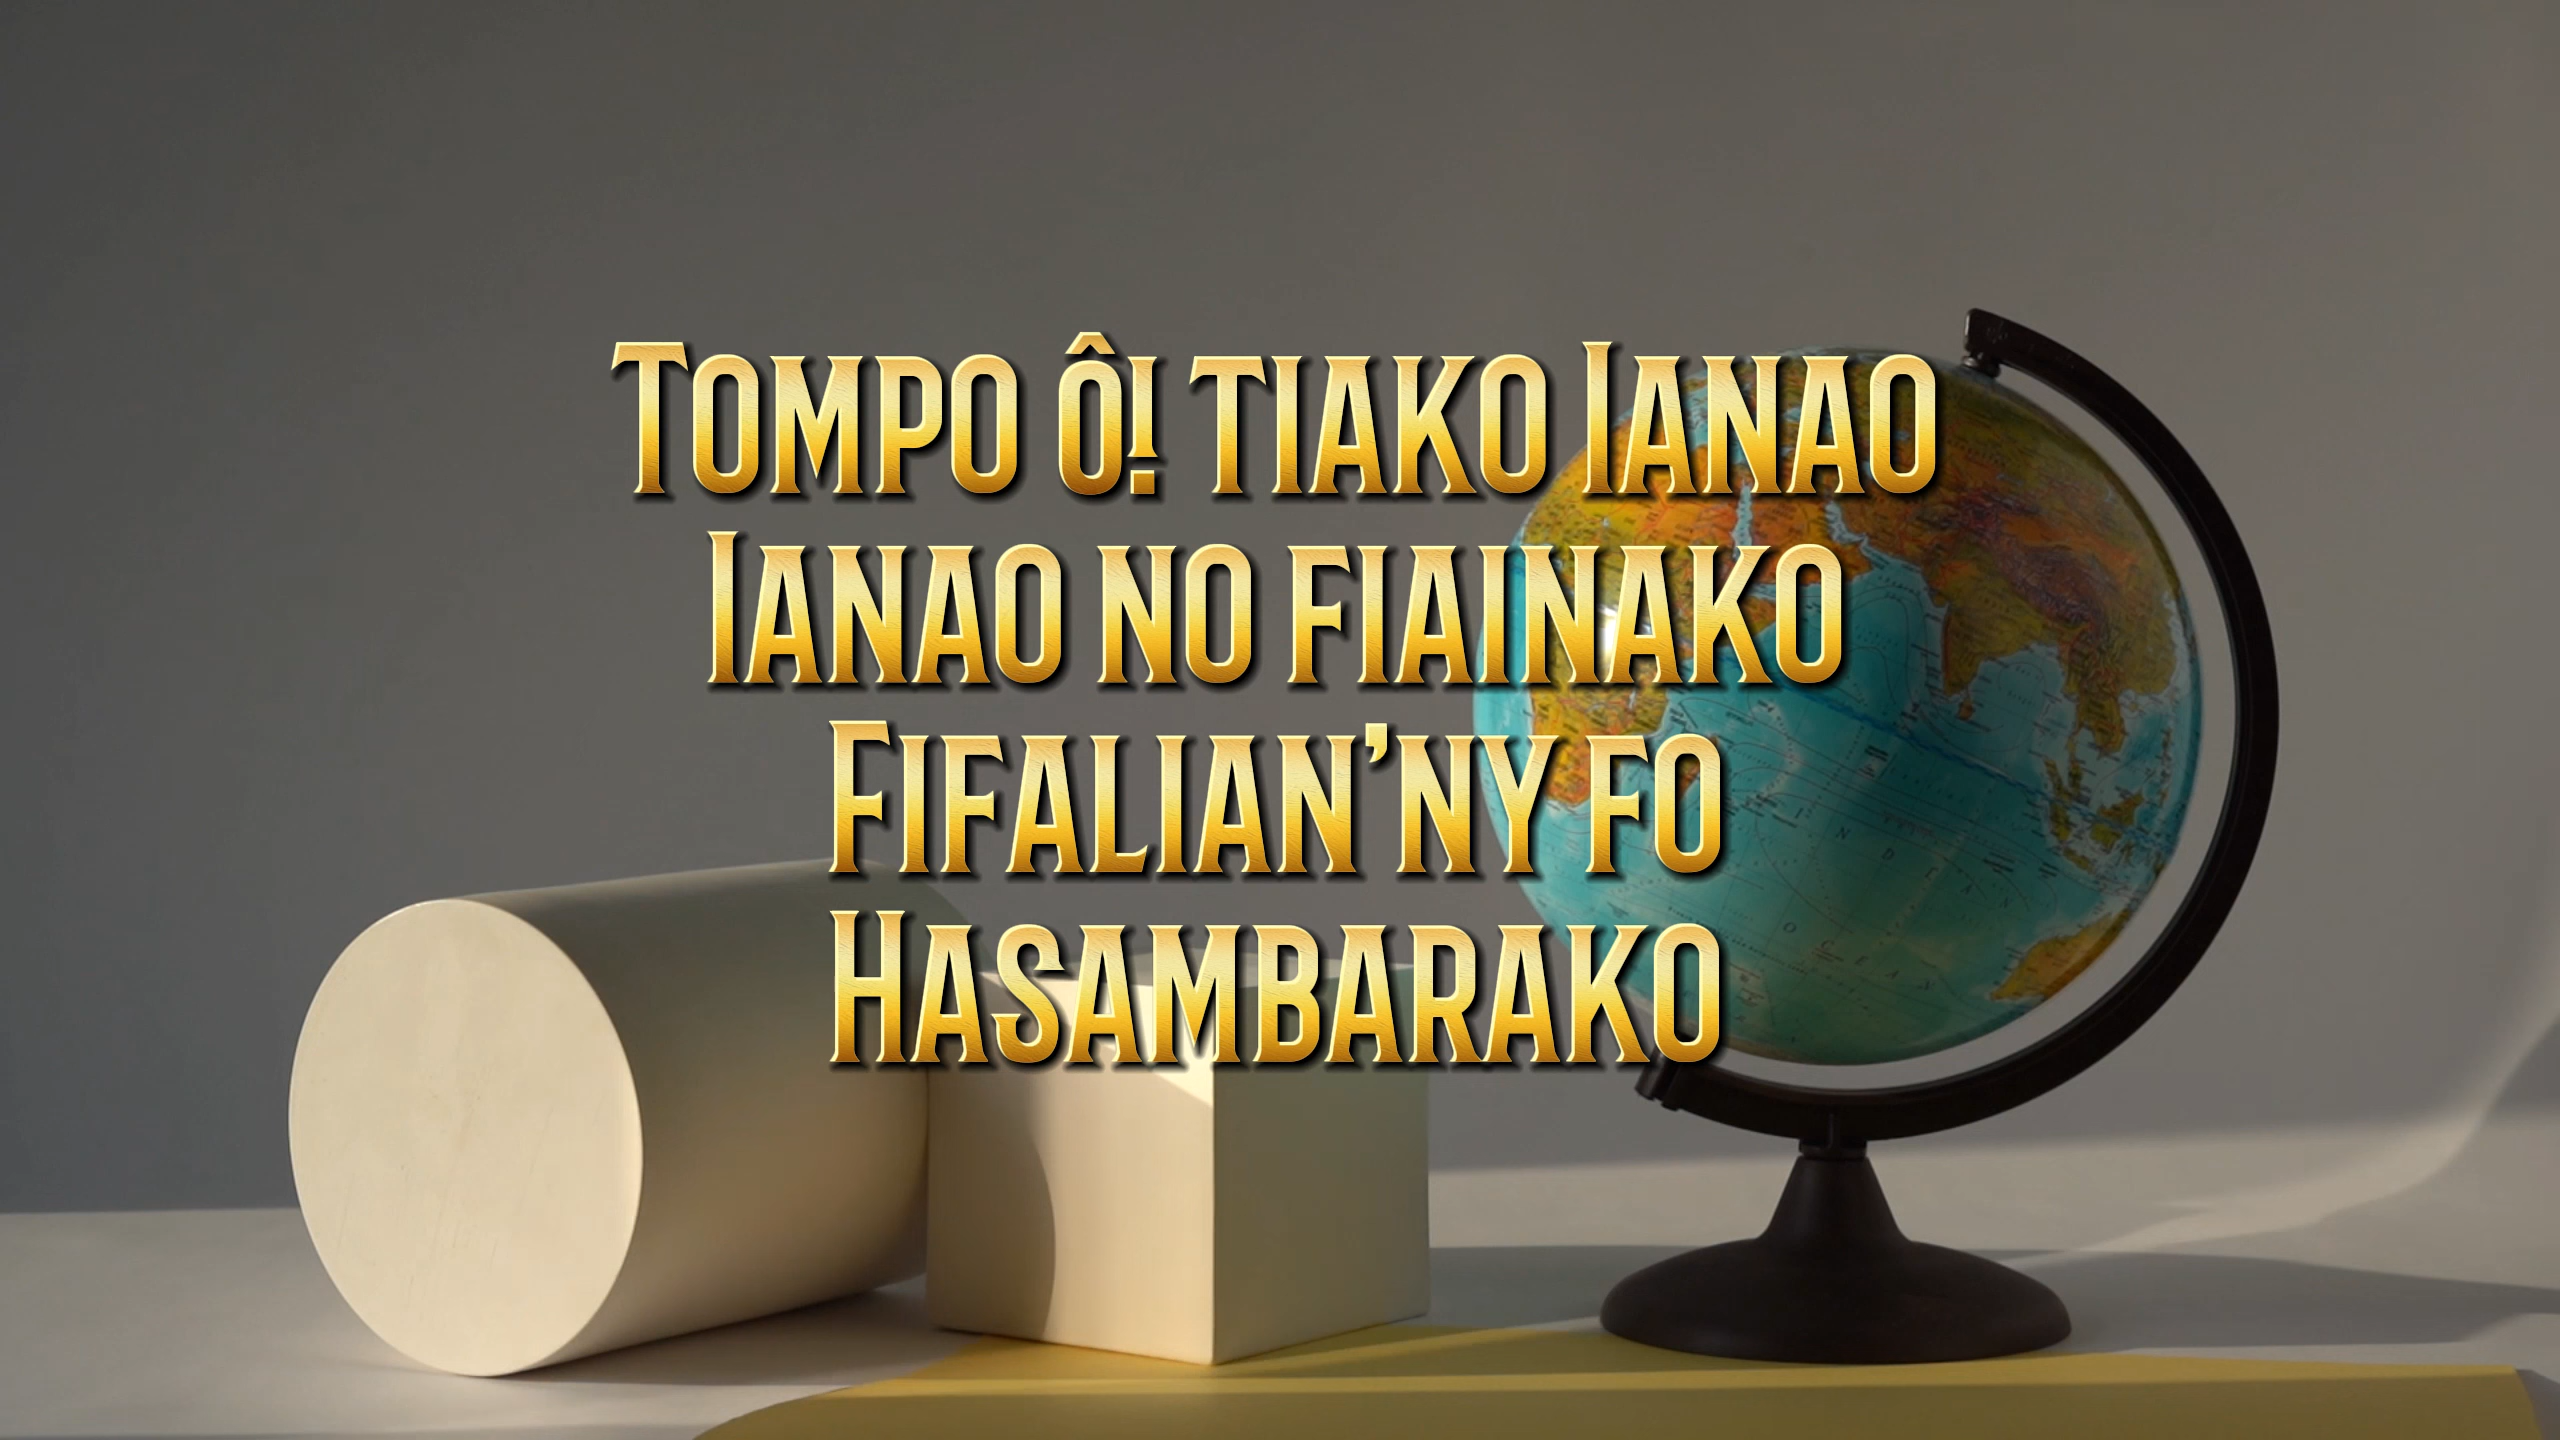 Tompo ô! tiako Ianao
Ianao no fiainako
Fifalian'ny fo
Hasambarako
I N D I A N
O C E A N